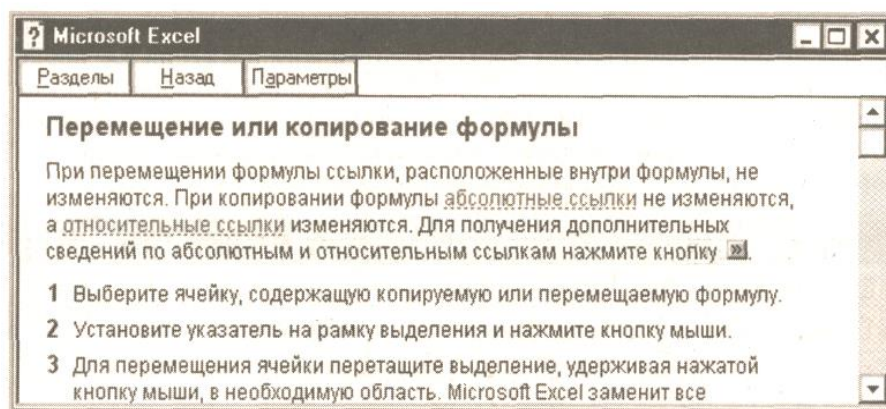 Microsoft Excel
Разделы Назад Параметры
Перемещение или копирование формулы
При перемещении формулы ссылки, расположенные внутри формулы, не
изменяются. При копировании формулы абсолютные ссылки не изменяются,
а относительные ссылки изменяются. Для получения дополнительных
сведений по абсолютным и относительным ссылкам нажмите кнопку ».
1 Выберите ячейку, содержащую копируемую или перемещаемую формулу.
2 Установите указатель на рамку выделения и нажмите кнопку мыши.
3 Для перемещения ячейки перетащите выделение, удерживая нажатой
кнопку мыши, в необходимую область. Microsoft Excel заменит все